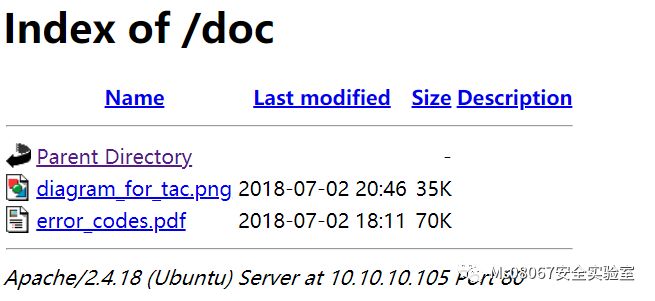 Index of /doc
Name Last modified Size Description
Parent Directory -
diagram_for_tac.png 2018-07-02 20:46 35K
error_codes.pdf 2018-07-02 18:11 70K
Apache/2.4.18 (Ubuntu) Server at 10.10.10.105 Port 80
Ms08067安全实验室